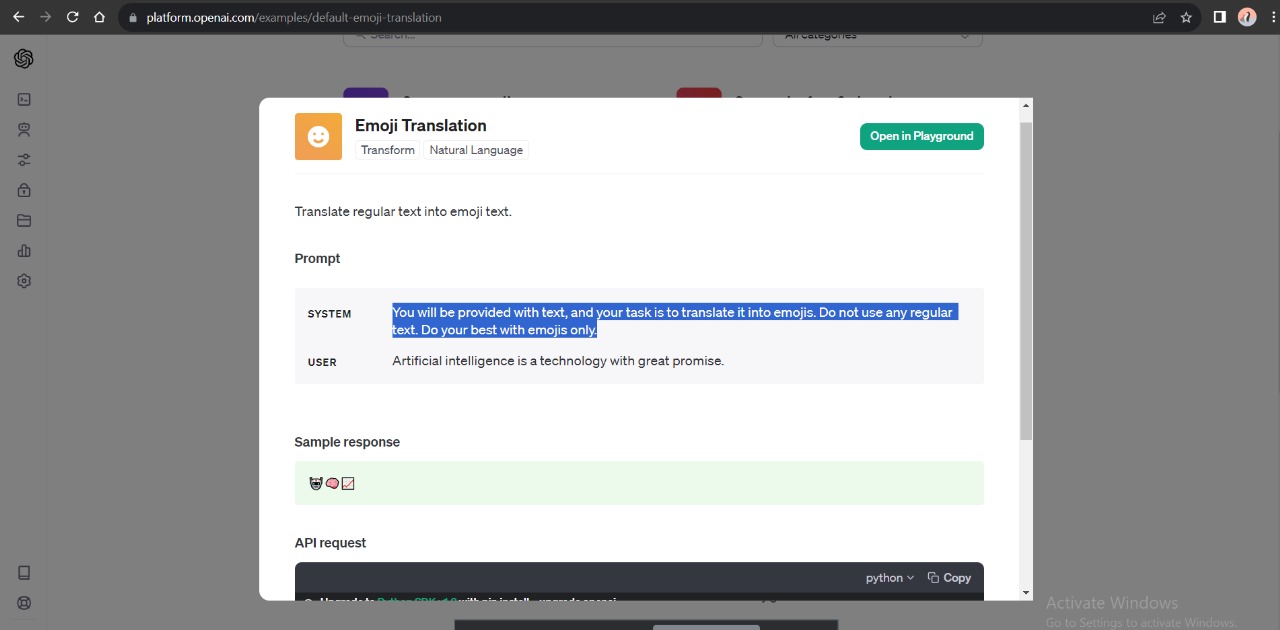 platform.openai.com/examples/default-emoji-translation
Search...
All categories
Emoji Translation
Open in Playground
Transform
Natural Language
Translate regular text into emoji text.
Prompt
SYSTEM
You will be provided with text, and your task is to translate it into emojis. Do not use any regular
text. Do your best with emojis only.
USER
Artificial intelligence is a technology with great promise.
Sample response
🤖🧠📈
API request
python
Copy
Activate Windows
Go to Settings to activate Windows.